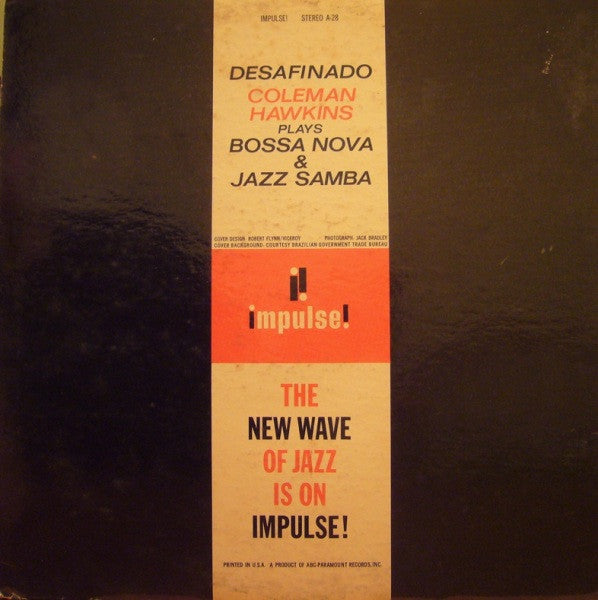 IMPULSE! STEREO A-28
DESAFINADO
COLEMAN
HAWKINS
PLAYS
BOSSA NOVA
&
JAZZ SAMBA
COVER DESIGN: ROBERT FLYNN/VICEROY PHOTOGRAPH: JACK BRADLEY
COVER BACKGROUND: COURTESY BRAZILIAN GOVERNMENT TRADE BUREAU
i!
impulse!
THE
NEW WAVE
OF JAZZ
IS ON
IMPULSE!
PRINTED IN U.S.A. A PRODUCT OF ABC-PARAMOUNT RECORDS, INC.